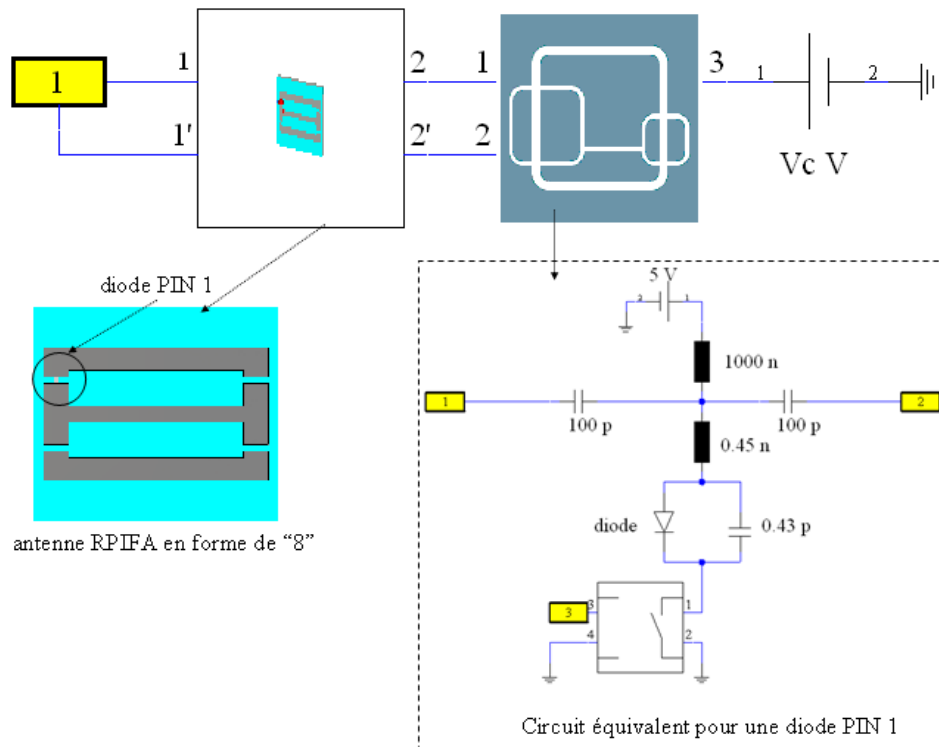 1 1 2 1 3 1 2
1' 2' 2
Vc V
diode PIN 1
5 V
2 1
1000 n
1 2
100 p 100 p
0.45 n
diode 0.43 p
antenne RPIFA en forme de “8”
3 3 1
4 2
Circuit équivalent pour une diode PIN 1